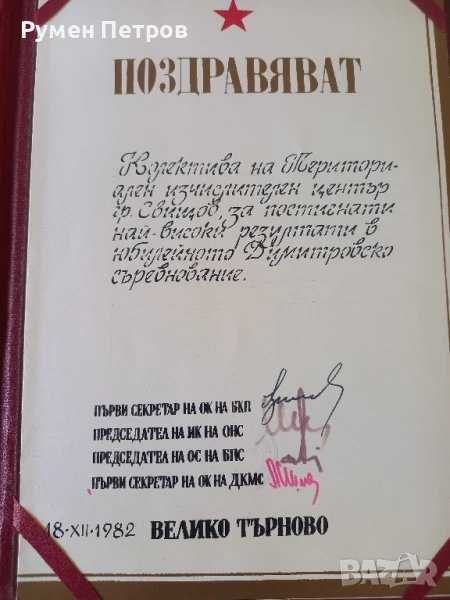 Румен Петров
ПОЗДРАВЯВАТ
Колектива на Територи-
ален изчислителен център
гр. Свищов, за постигнати
най-високи резултати в
юбилейното Димитровско
съревнование.
ПЪРВИ СЕКРЕТАР НА ОК НА БКП
ПРЕДСЕДАТЕЛ НА ИК НА ОНС
ПРЕДСЕДАТЕЛ НА ОС НА БПС
ПЪРВИ СЕКРЕТАР НА ОК НА ДКМС
18·XII·1982 ВЕЛИКО ТЪРНОВО
BAZAR